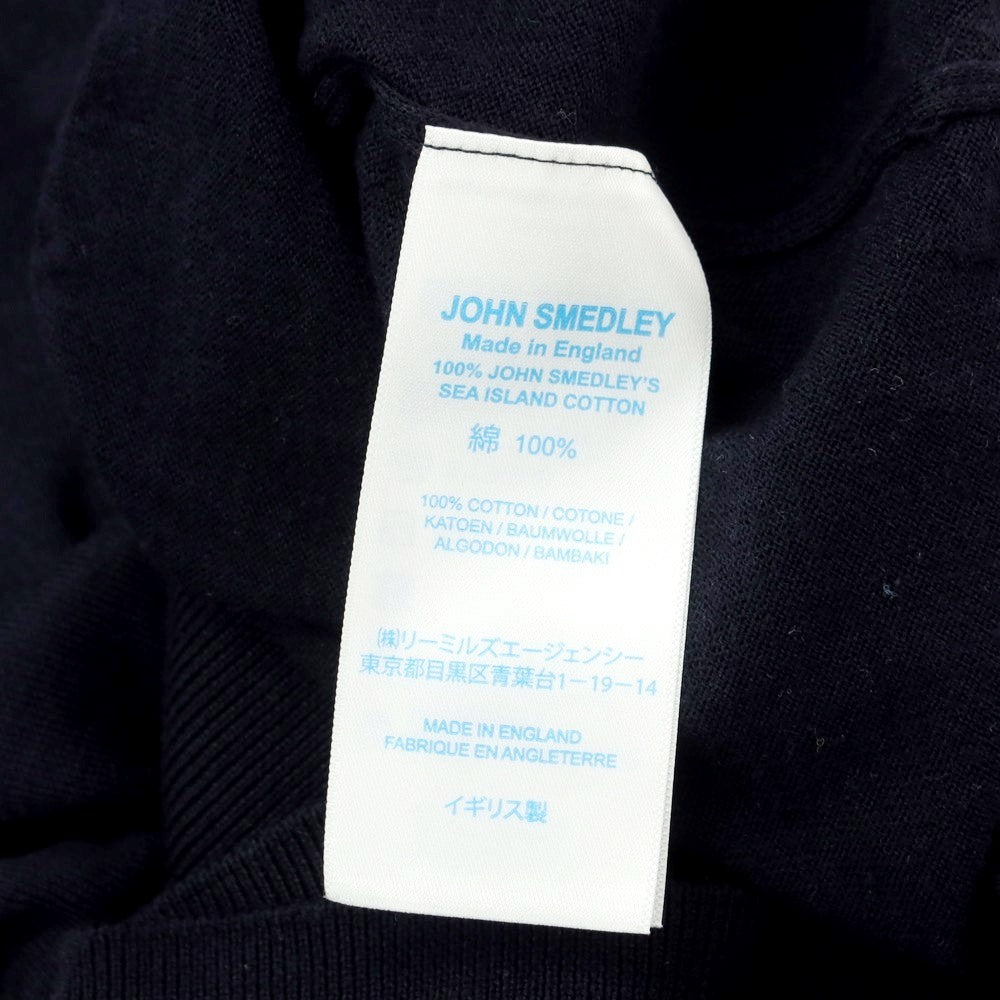 JOHN SMEDLEY
Made in England
100% JOHN SMEDLEY'S
SEA ISLAND COTTON
綿 100%
100% COTTON / COTONE /
KATOEN / BAUMWOLLE /
ALGODON / BAMBAKI
㈱リーミルズエージェンシー
東京都目黒区青葉台1－19－14
MADE IN ENGLAND
FABRIQUE EN ANGLETERRE
イギリス製